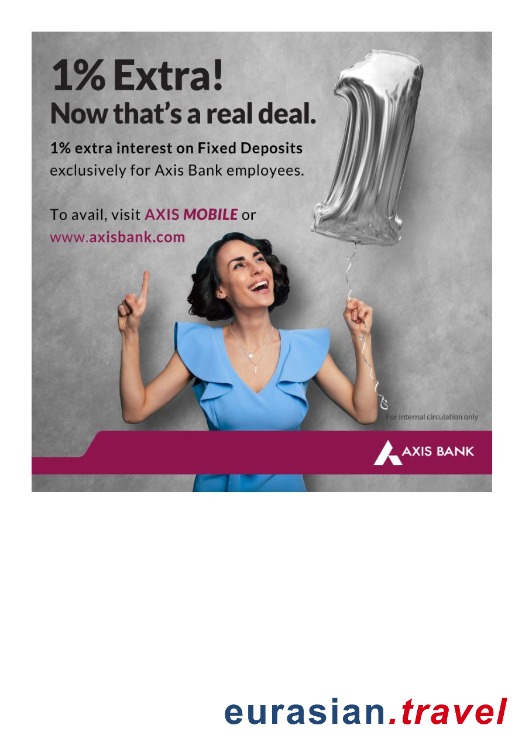 1% Extra!
Now that's a real deal.
1% extra interest on Fixed Deposits
exclusively for Axis Bank employees.
To avail, visit AXIS MOBILE or
www.axisbank.com
For internal circulation only
AXIS BANK
eurasian.travel